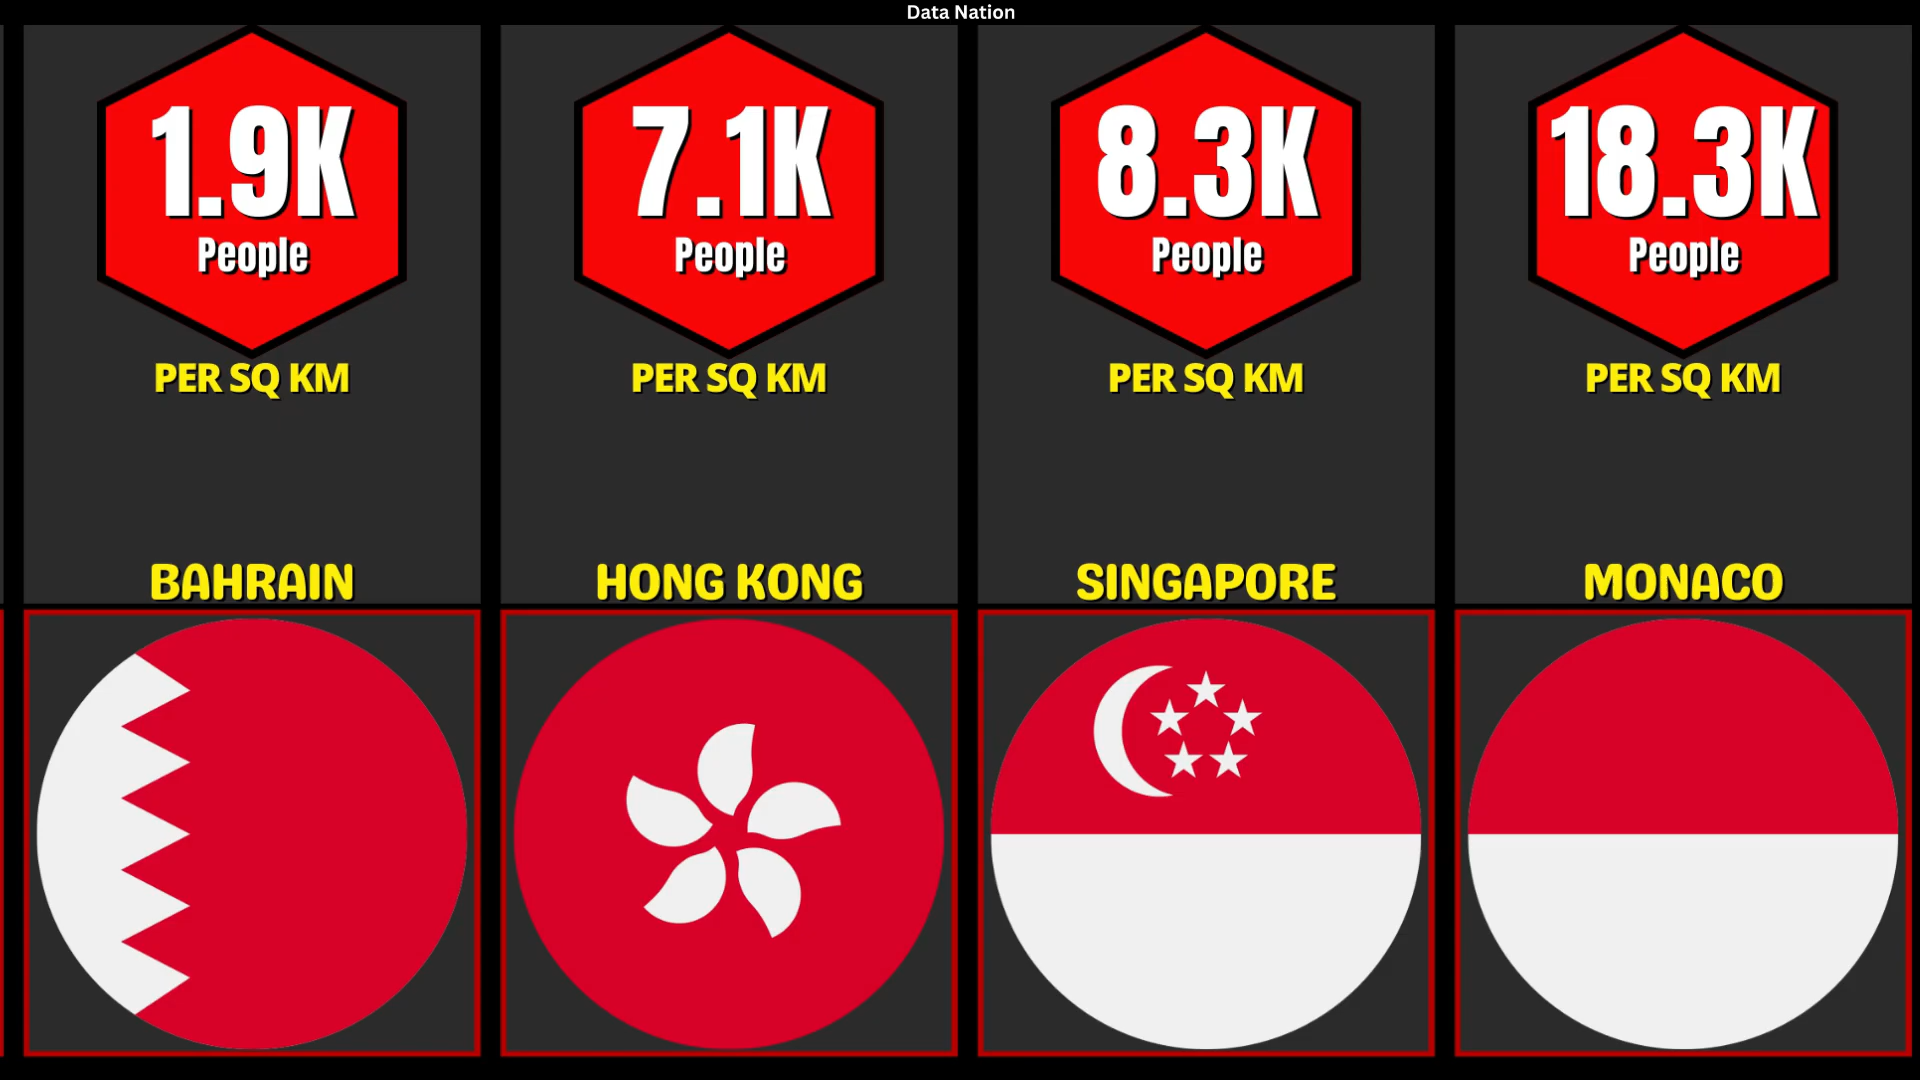 Data Nation
1.9K
People
PER SQ KM
BAHRAIN
7.1K
People
PER SQ KM
HONG KONG
8.3K
People
PER SQ KM
SINGAPORE
18.3K
People
PER SQ KM
MONACO